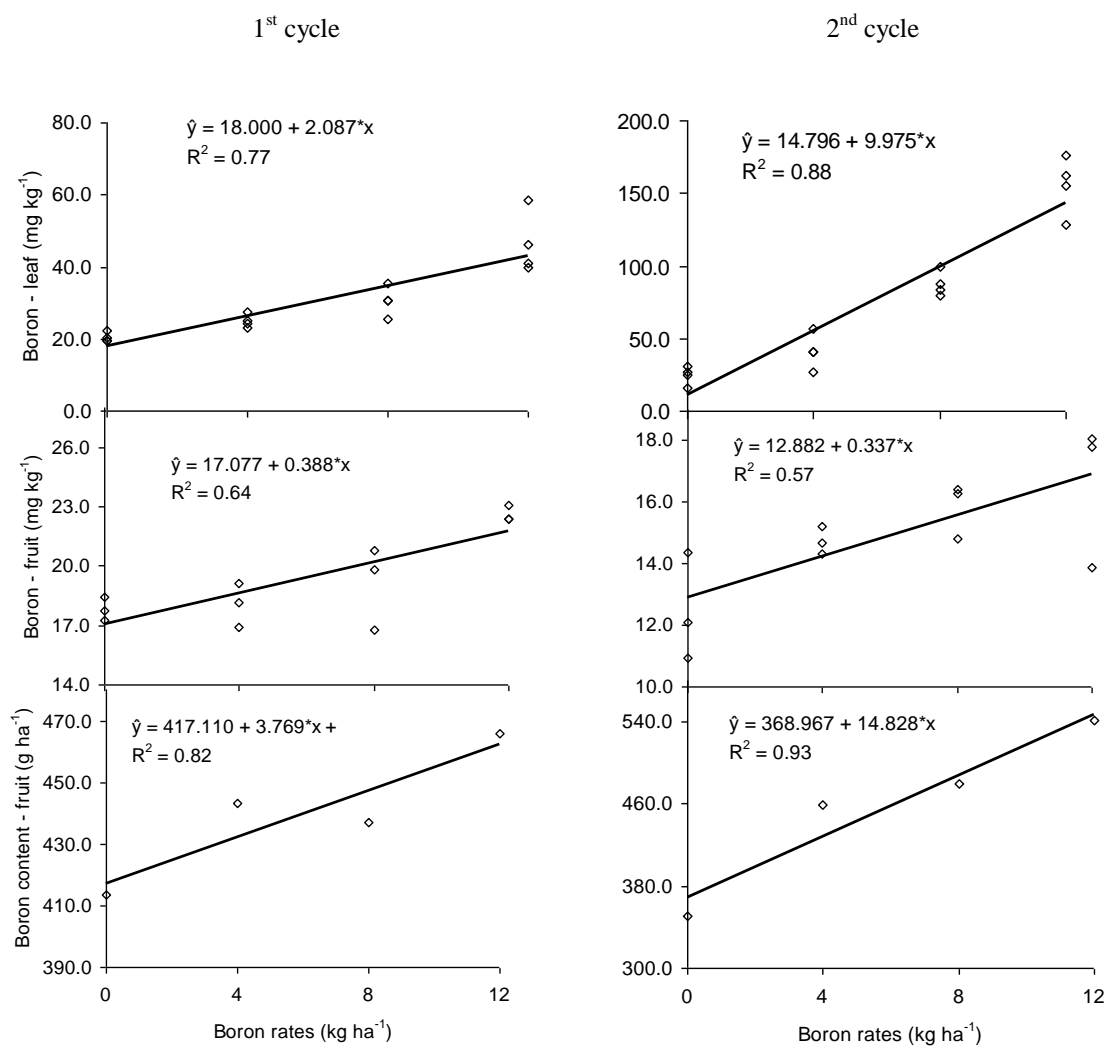 1st cycle
2nd cycle
Boron - leaf (mg kg-1)
80.0
60.0
40.0
20.0
0.0
ŷ = 18.000 + 2.087*x
R2 = 0.77
200.0
150.0
100.0
50.0
0.0
ŷ = 14.796 + 9.975*x
R2 = 0.88
Boron - fruit (mg kg-1)
26.0
23.0
20.0
17.0
14.0
ŷ = 17.077 + 0.388*x
R2 = 0.64
18.0
16.0
14.0
12.0
10.0
ŷ = 12.882 + 0.337*x
R2 = 0.57
Boron content - fruit (g ha-1)
470.0
450.0
430.0
410.0
390.0
ŷ = 417.110 + 3.769*x +
R2 = 0.82
0 4 8 12
Boron rates (kg ha-1)
540.0
460.0
380.0
300.0
ŷ = 368.967 + 14.828*x
R2 = 0.93
0 4 8 12
Boron rates (kg ha-1)